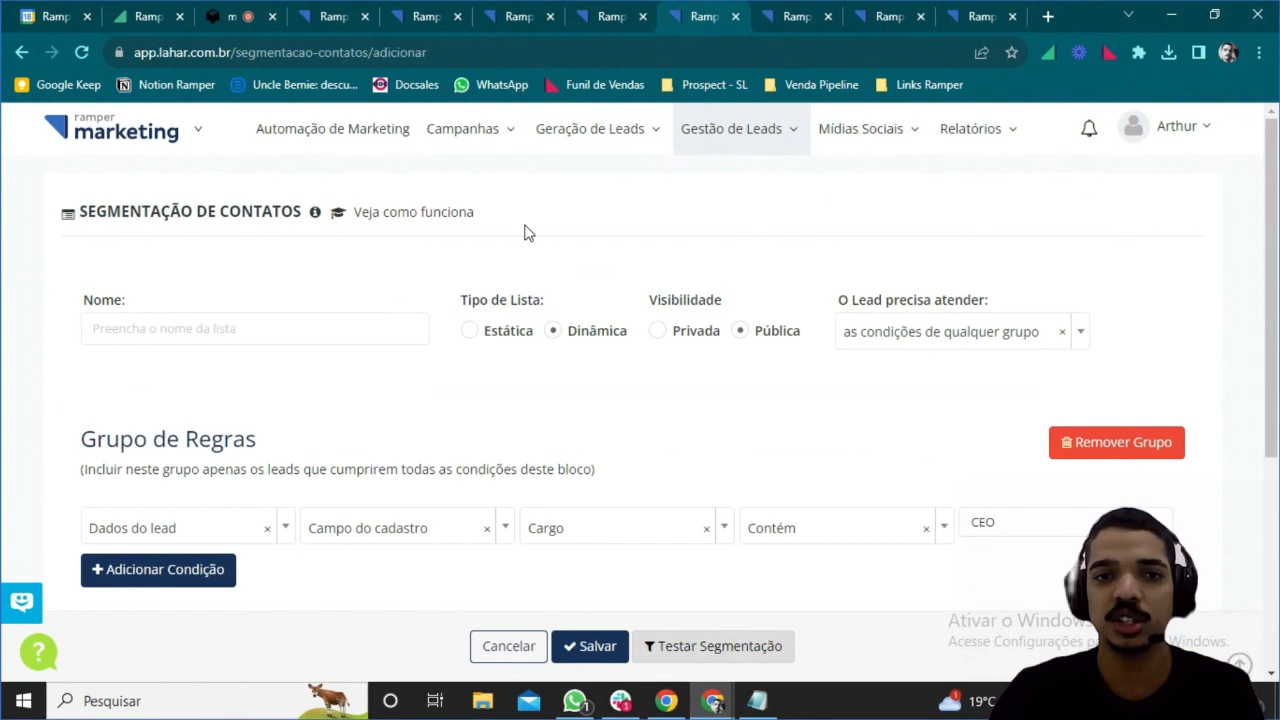 Ramp
Ramp
m
Ramp
Ramp
Ramp
Ramp
Ramp
Ramp
Ramp
Ramp
app.lahar.com.br/segmentacao-contatos/adicionar
Google Keep
Notion Ramper
Uncle Bernie: descu...
Docsales
WhatsApp
Funil de Vendas
Prospect - SL
Venda Pipeline
Links Ramper
ramper
marketing
Automação de Marketing
Campanhas
Geração de Leads
Gestão de Leads
Mídias Sociais
Relatórios
Arthur
SEGMENTAÇÃO DE CONTATOS
Veja como funciona
Nome:
Tipo de Lista:
Visibilidade
O Lead precisa atender:
Preencha o nome da lista
Estática
Dinâmica
Privada
Pública
as condições de qualquer grupo
Grupo de Regras
Remover Grupo
(Incluir neste grupo apenas os leads que cumprirem todas as condições deste bloco)
Dados do lead
Campo do cadastro
Cargo
Contém
CEO
+ Adicionar Condição
Ativar o Windows
Acesse Configurações Windows.
Cancelar
Salvar
Testar Segmentação
?
Pesquisar
1
1
1
19°C